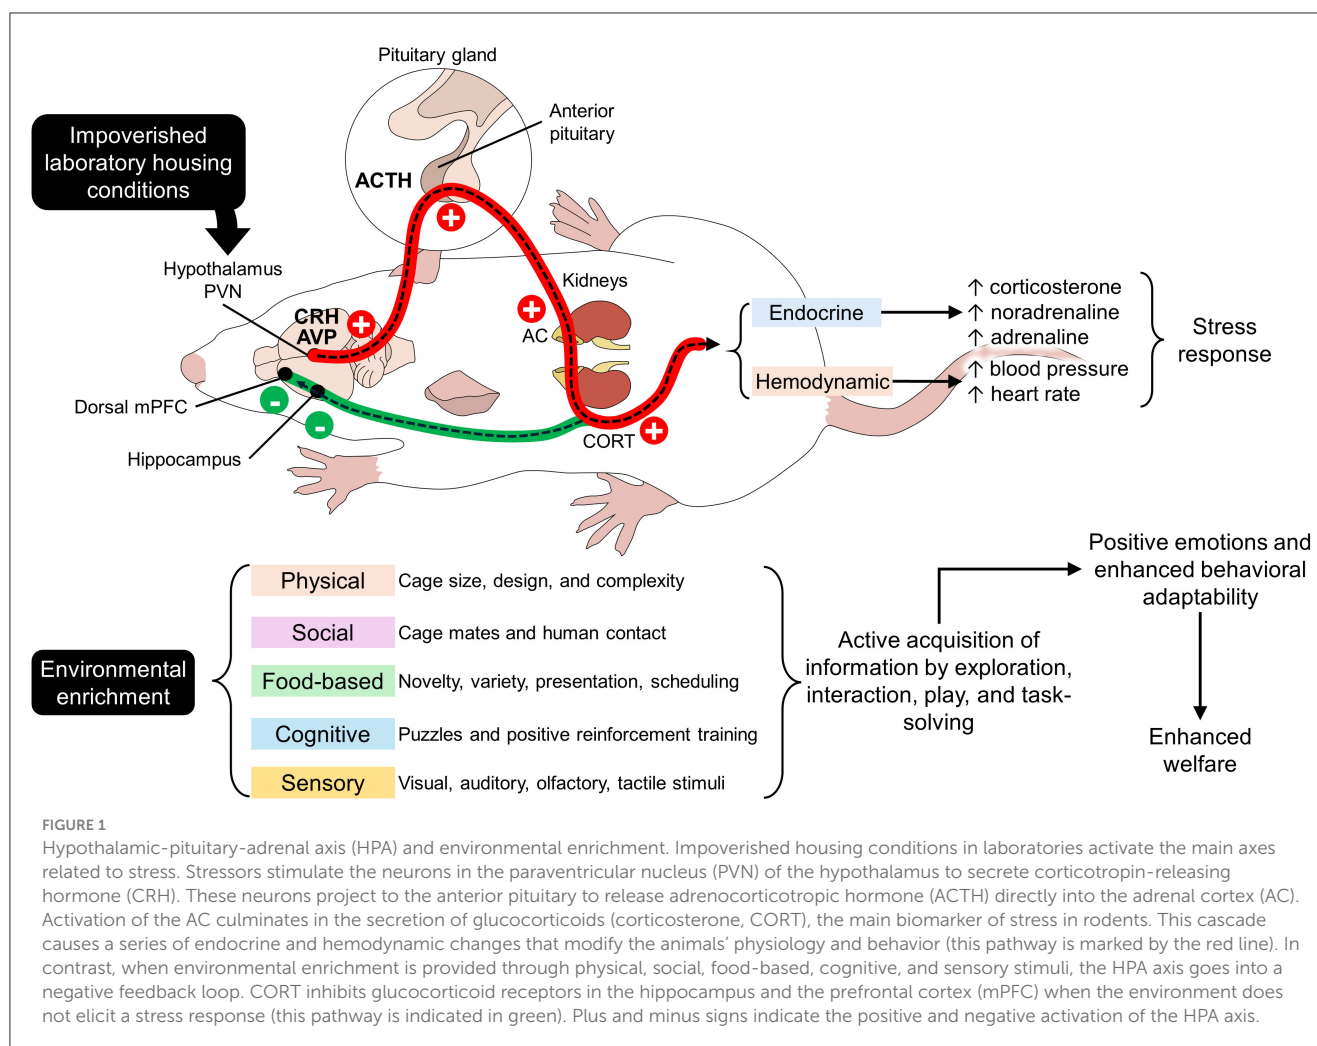 Pituitary gland
Anterior
pituitary
Impoverished
laboratory housing
conditions
ACTH
Hypothalamus
PVN
CRH
AVP
Kidneys
AC
Dorsal mPFC
Hippocampus
CORT
Endocrine
Hemodynamic
↑ corticosterone
↑ noradrenaline
↑ adrenaline
↑ blood pressure
↑ heart rate
Stress
response
Environmental
enrichment
Physical Cage size, design, and complexity
Social Cage mates and human contact
Food-based Novelty, variety, presentation, scheduling
Cognitive Puzzles and positive reinforcement training
Sensory Visual, auditory, olfactory, tactile stimuli
Active acquisition of
information by exploration,
interaction, play, and task-
solving
Positive emotions and
enhanced behavioral
adaptability
Enhanced
welfare
FIGURE 1
Hypothalamic-pituitary-adrenal axis (HPA) and environmental enrichment. Impoverished housing conditions in laboratories activate the main axes
related to stress. Stressors stimulate the neurons in the paraventricular nucleus (PVN) of the hypothalamus to secrete corticotropin-releasing
hormone (CRH). These neurons project to the anterior pituitary to release adrenocorticotropic hormone (ACTH) directly into the adrenal cortex (AC).
Activation of the AC culminates in the secretion of glucocorticoids (corticosterone, CORT), the main biomarker of stress in rodents. This cascade
causes a series of endocrine and hemodynamic changes that modify the animals' physiology and behavior (this pathway is marked by the red line). In
contrast, when environmental enrichment is provided through physical, social, food-based, cognitive, and sensory stimuli, the HPA axis goes into a
negative feedback loop. CORT inhibits glucocorticoid receptors in the hippocampus and the prefrontal cortex (mPFC) when the environment does
not elicit a stress response (this pathway is indicated in green). Plus and minus signs indicate the positive and negative activation of the HPA axis.